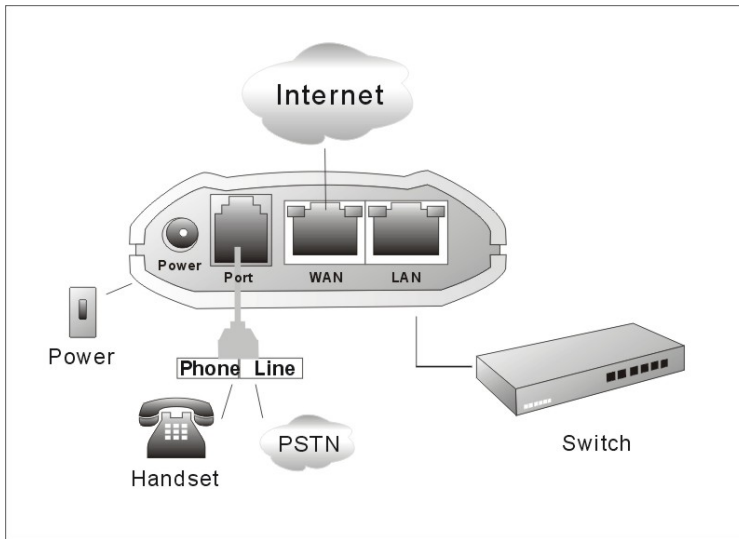 Internet
Power
Port
WAN
LAN
Power
Phone Line
Handset
PSTN
Switch